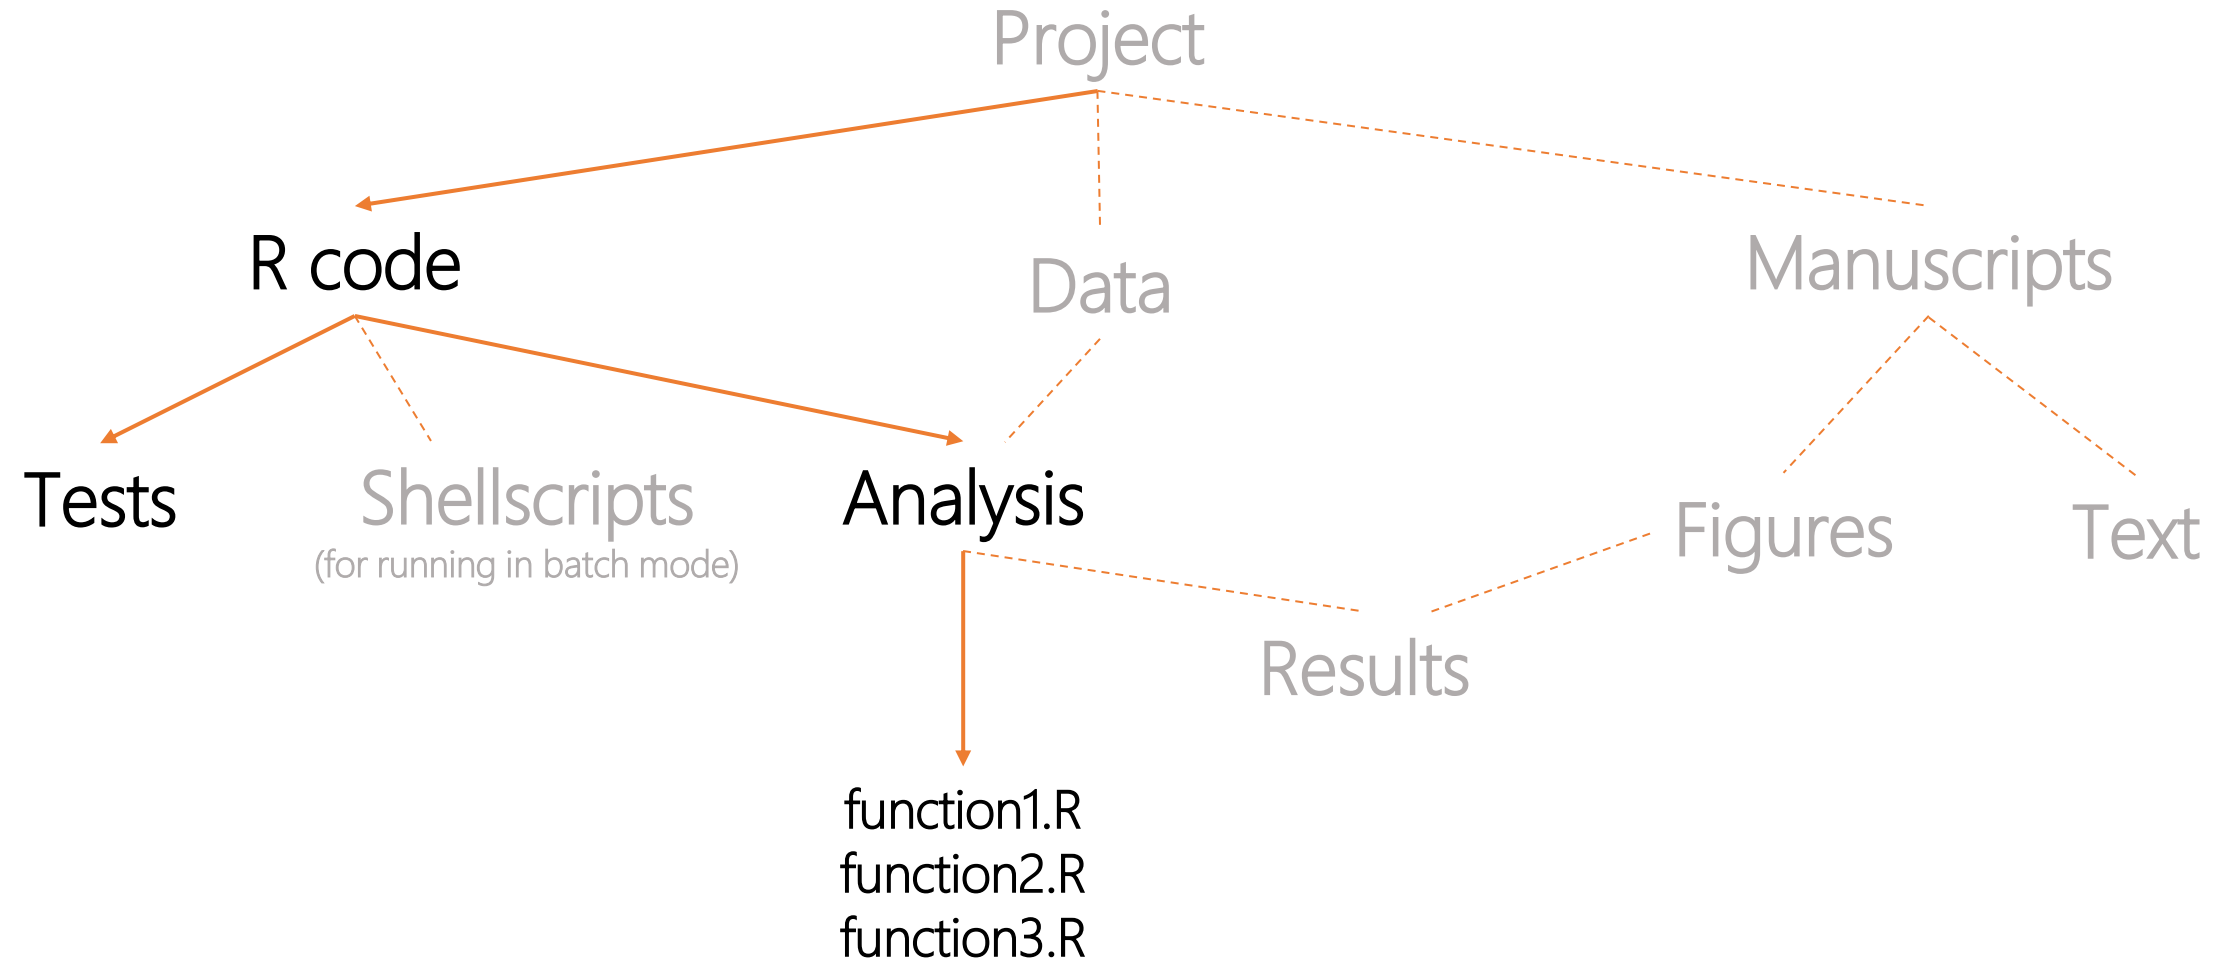 Project
R code
Data
Manuscripts
Tests
Shellscripts
(for running in batch mode)
Analysis
Figures
Text
Results
function1.R
function2.R
function3.R